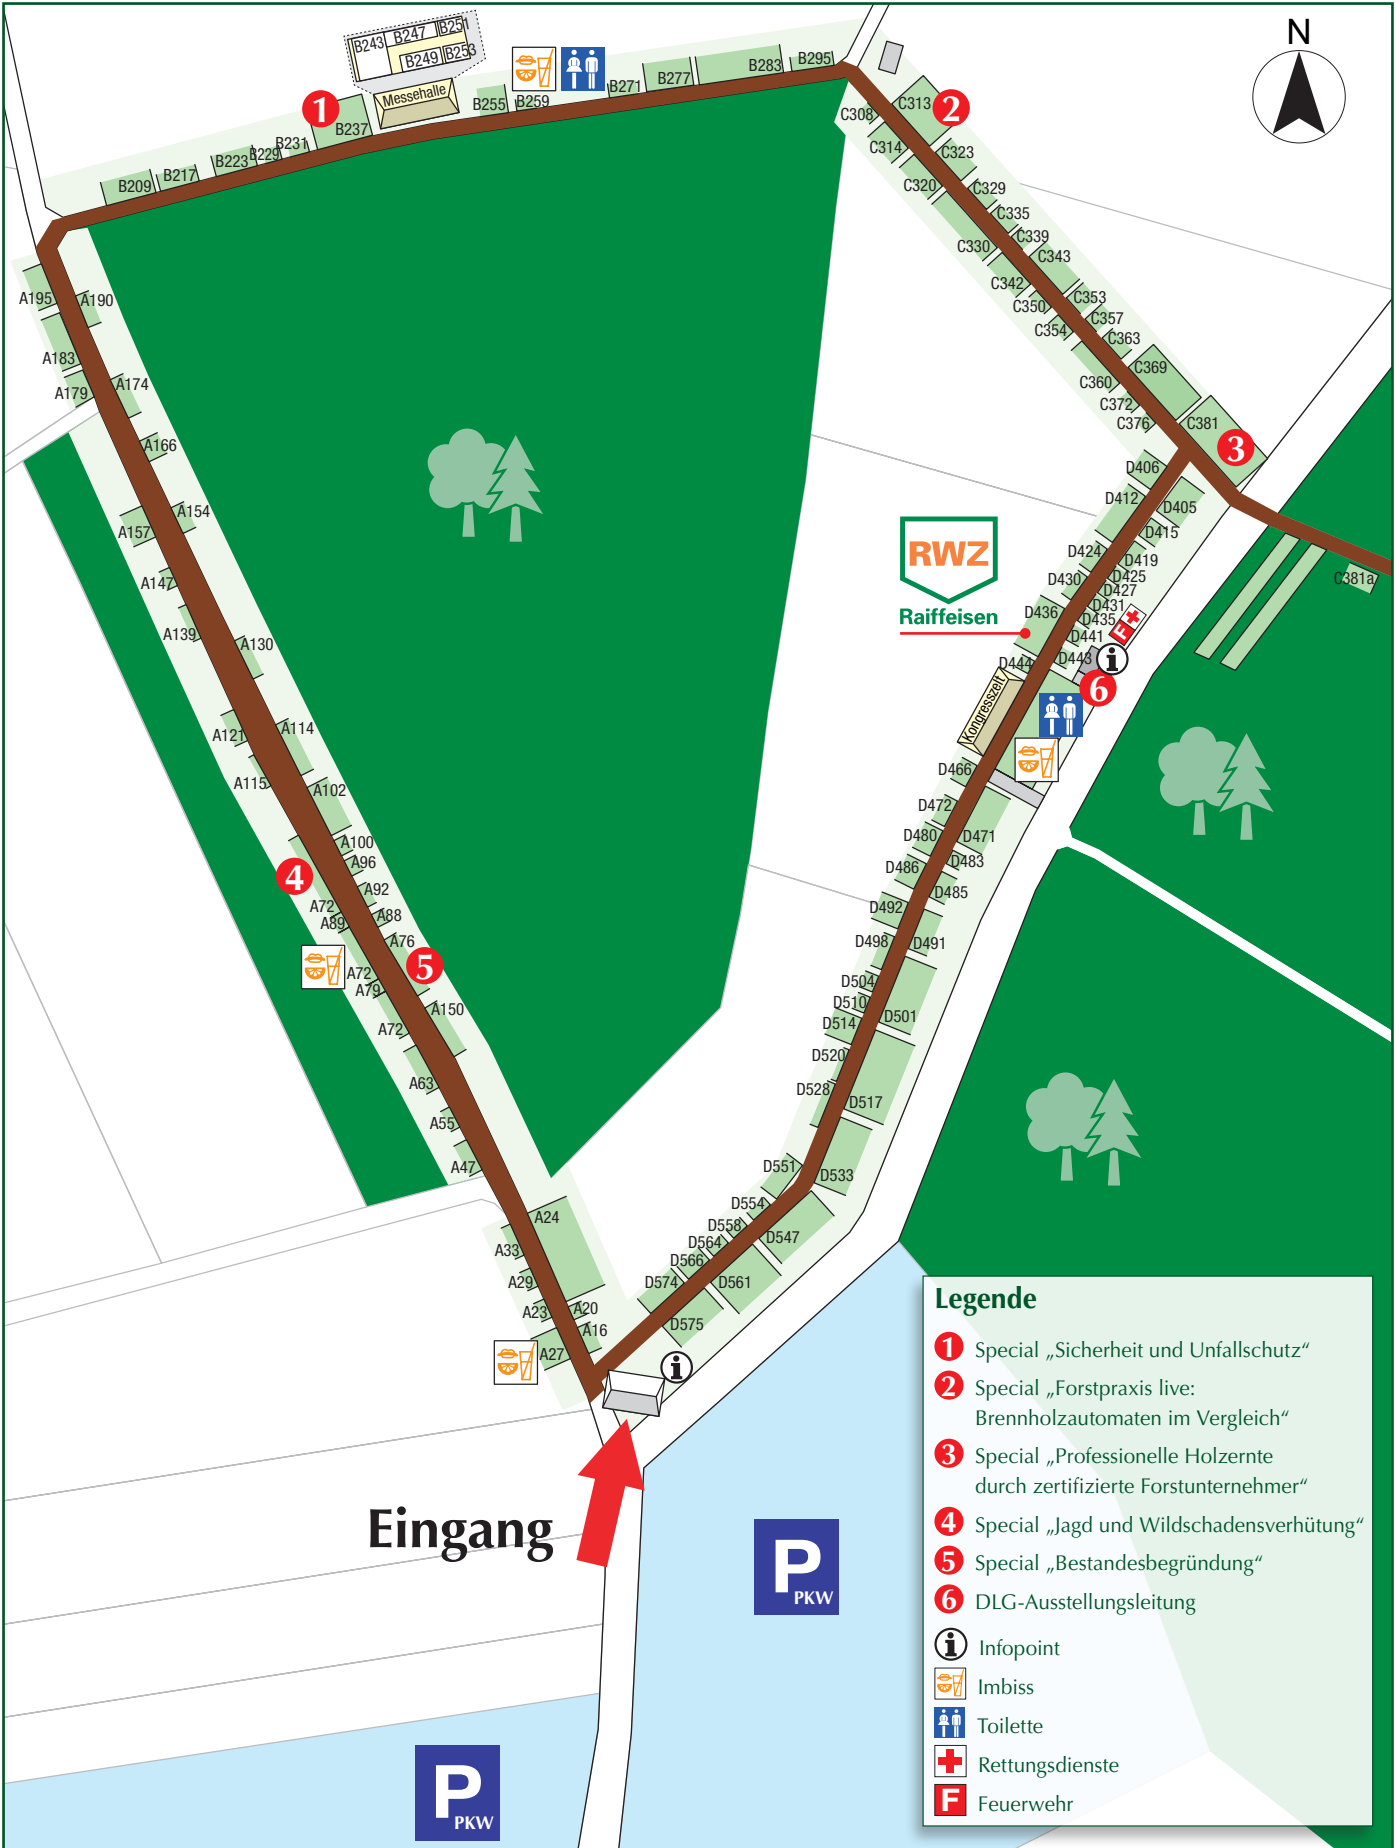 N
B243
B247
B251
B249
B253
Messehalle
1
B237
B255
B259
B271
B277
B283
B295
B231
B229
B223
B217
B209
2
C308
C313
C314
C323
C320
C329
C335
C330
C339
C343
C342
C350
C353
C354
C357
C363
C360
C369
C372
C376
C381
3
C381a
A195
A190
A183
A179
A174
A166
A157
A154
A147
A139
A130
A121
A114
A115
A102
A100
A96
4
A92
A72
A89
A88
A76
5
A72
A79
A150
A72
A63
A55
A47
A24
A33
A29
A23
A20
A16
A27
D406
D412
D405
D415
D424
D419
D430
D425
D427
D436
D431
D435
D441
F
D444
D443
i
6
RWZ
Raiffeisen
Kongresszelt
D466
D472
D471
D480
D483
D486
D485
D492
D498
D491
D504
D510
D501
D514
D520
D528
D517
D551
D533
D554
D558
D547
D564
D566
D561
D574
D575
i
Eingang
P
PKW
P
PKW
Legende
1 Special „Sicherheit und Unfallschutz“
2 Special „Forstpraxis live:
Brennholzautomaten im Vergleich“
3 Special „Professionelle Holzernte
durch zertifizierte Forstunternehmer“
4 Special „Jagd und Wildschadensverhütung“
5 Special „Bestandesbegründung“
6 DLG-Ausstellungsleitung
i Infopoint
Imbiss
Toilette
Rettungsdienste
F Feuerwehr